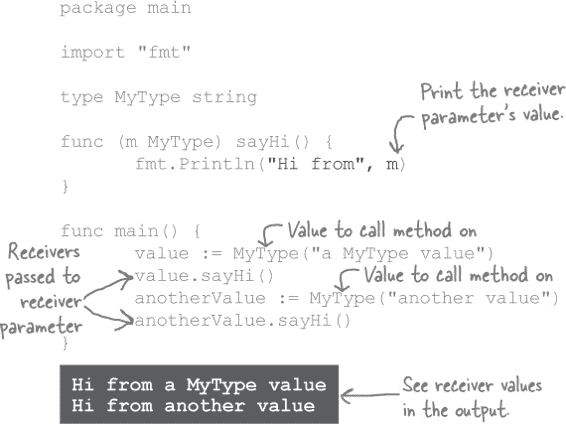 package main
import "fmt"
type MyType string
Print the receiver
parameter's value.
func (m MyType) sayHi() {
fmt.Println("Hi from", m)
}
func main() {
Value to call method on
Receivers
passed to
receiver
parameter
value := MyType("a MyType value")
value.sayHi()
Value to call method on
anotherValue := MyType("another value")
anotherValue.sayHi()
}
Hi from a MyType value
Hi from another value
See receiver values
in the output.